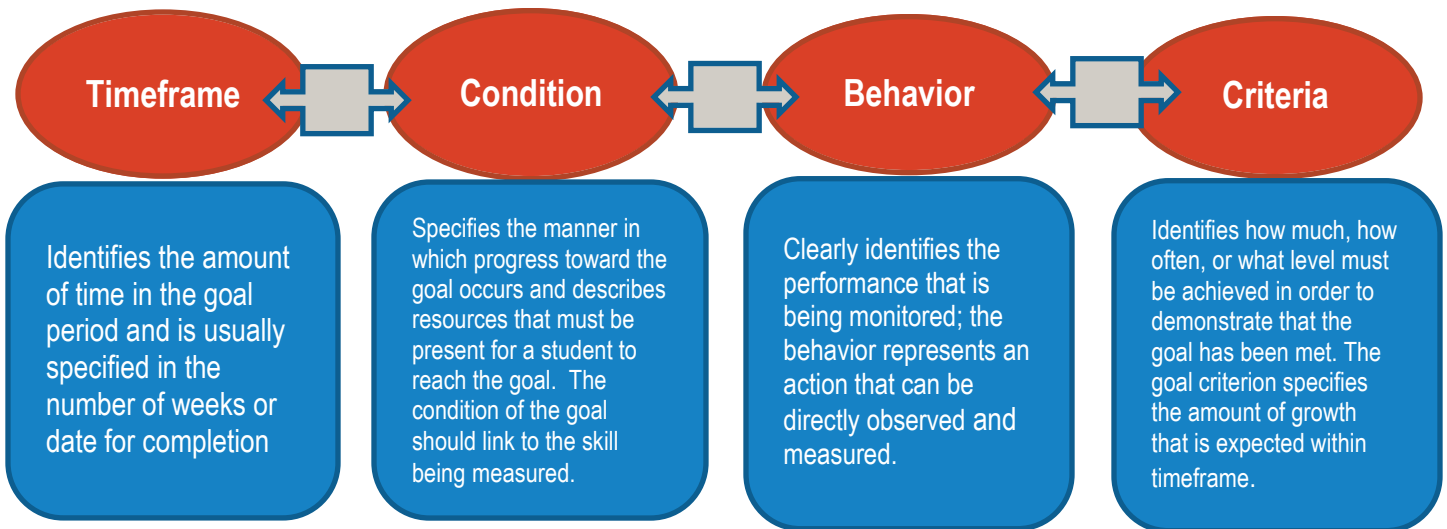 Timeframe
Condition
Behavior
Criteria
Identifies the amount
of time in the goal
period and is usually
specified in the
number of weeks or
date for completion
Specifies the manner in
which progress toward the
goal occurs and describes
resources that must be
present for a student to
reach the goal.  The
condition of the goal
should link to the skill
being measured.
Clearly identifies the
performance that is
being monitored; the
behavior represents an
action that can be
directly observed and
measured.
Identifies how much, how
often, or what level must
be achieved in order to
demonstrate that the
goal has been met. The
goal criterion specifies
the amount of growth
that is expected within
timeframe.